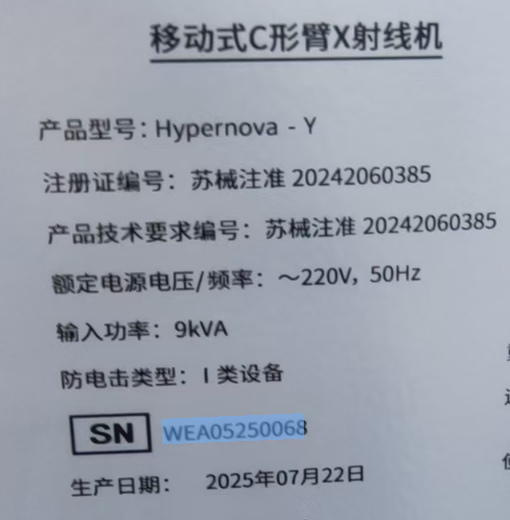 移动式C形臂X射线机
产品型号：Hypernova - Y
注册证编号：苏械注准 20242060385
产品技术要求编号：苏械注准 20242060385
额定电源电压/频率：～220V，50Hz
输入功率：9kVA
防电击类型：I 类设备
SN WEA05250068
生产日期： 2025年07月22日